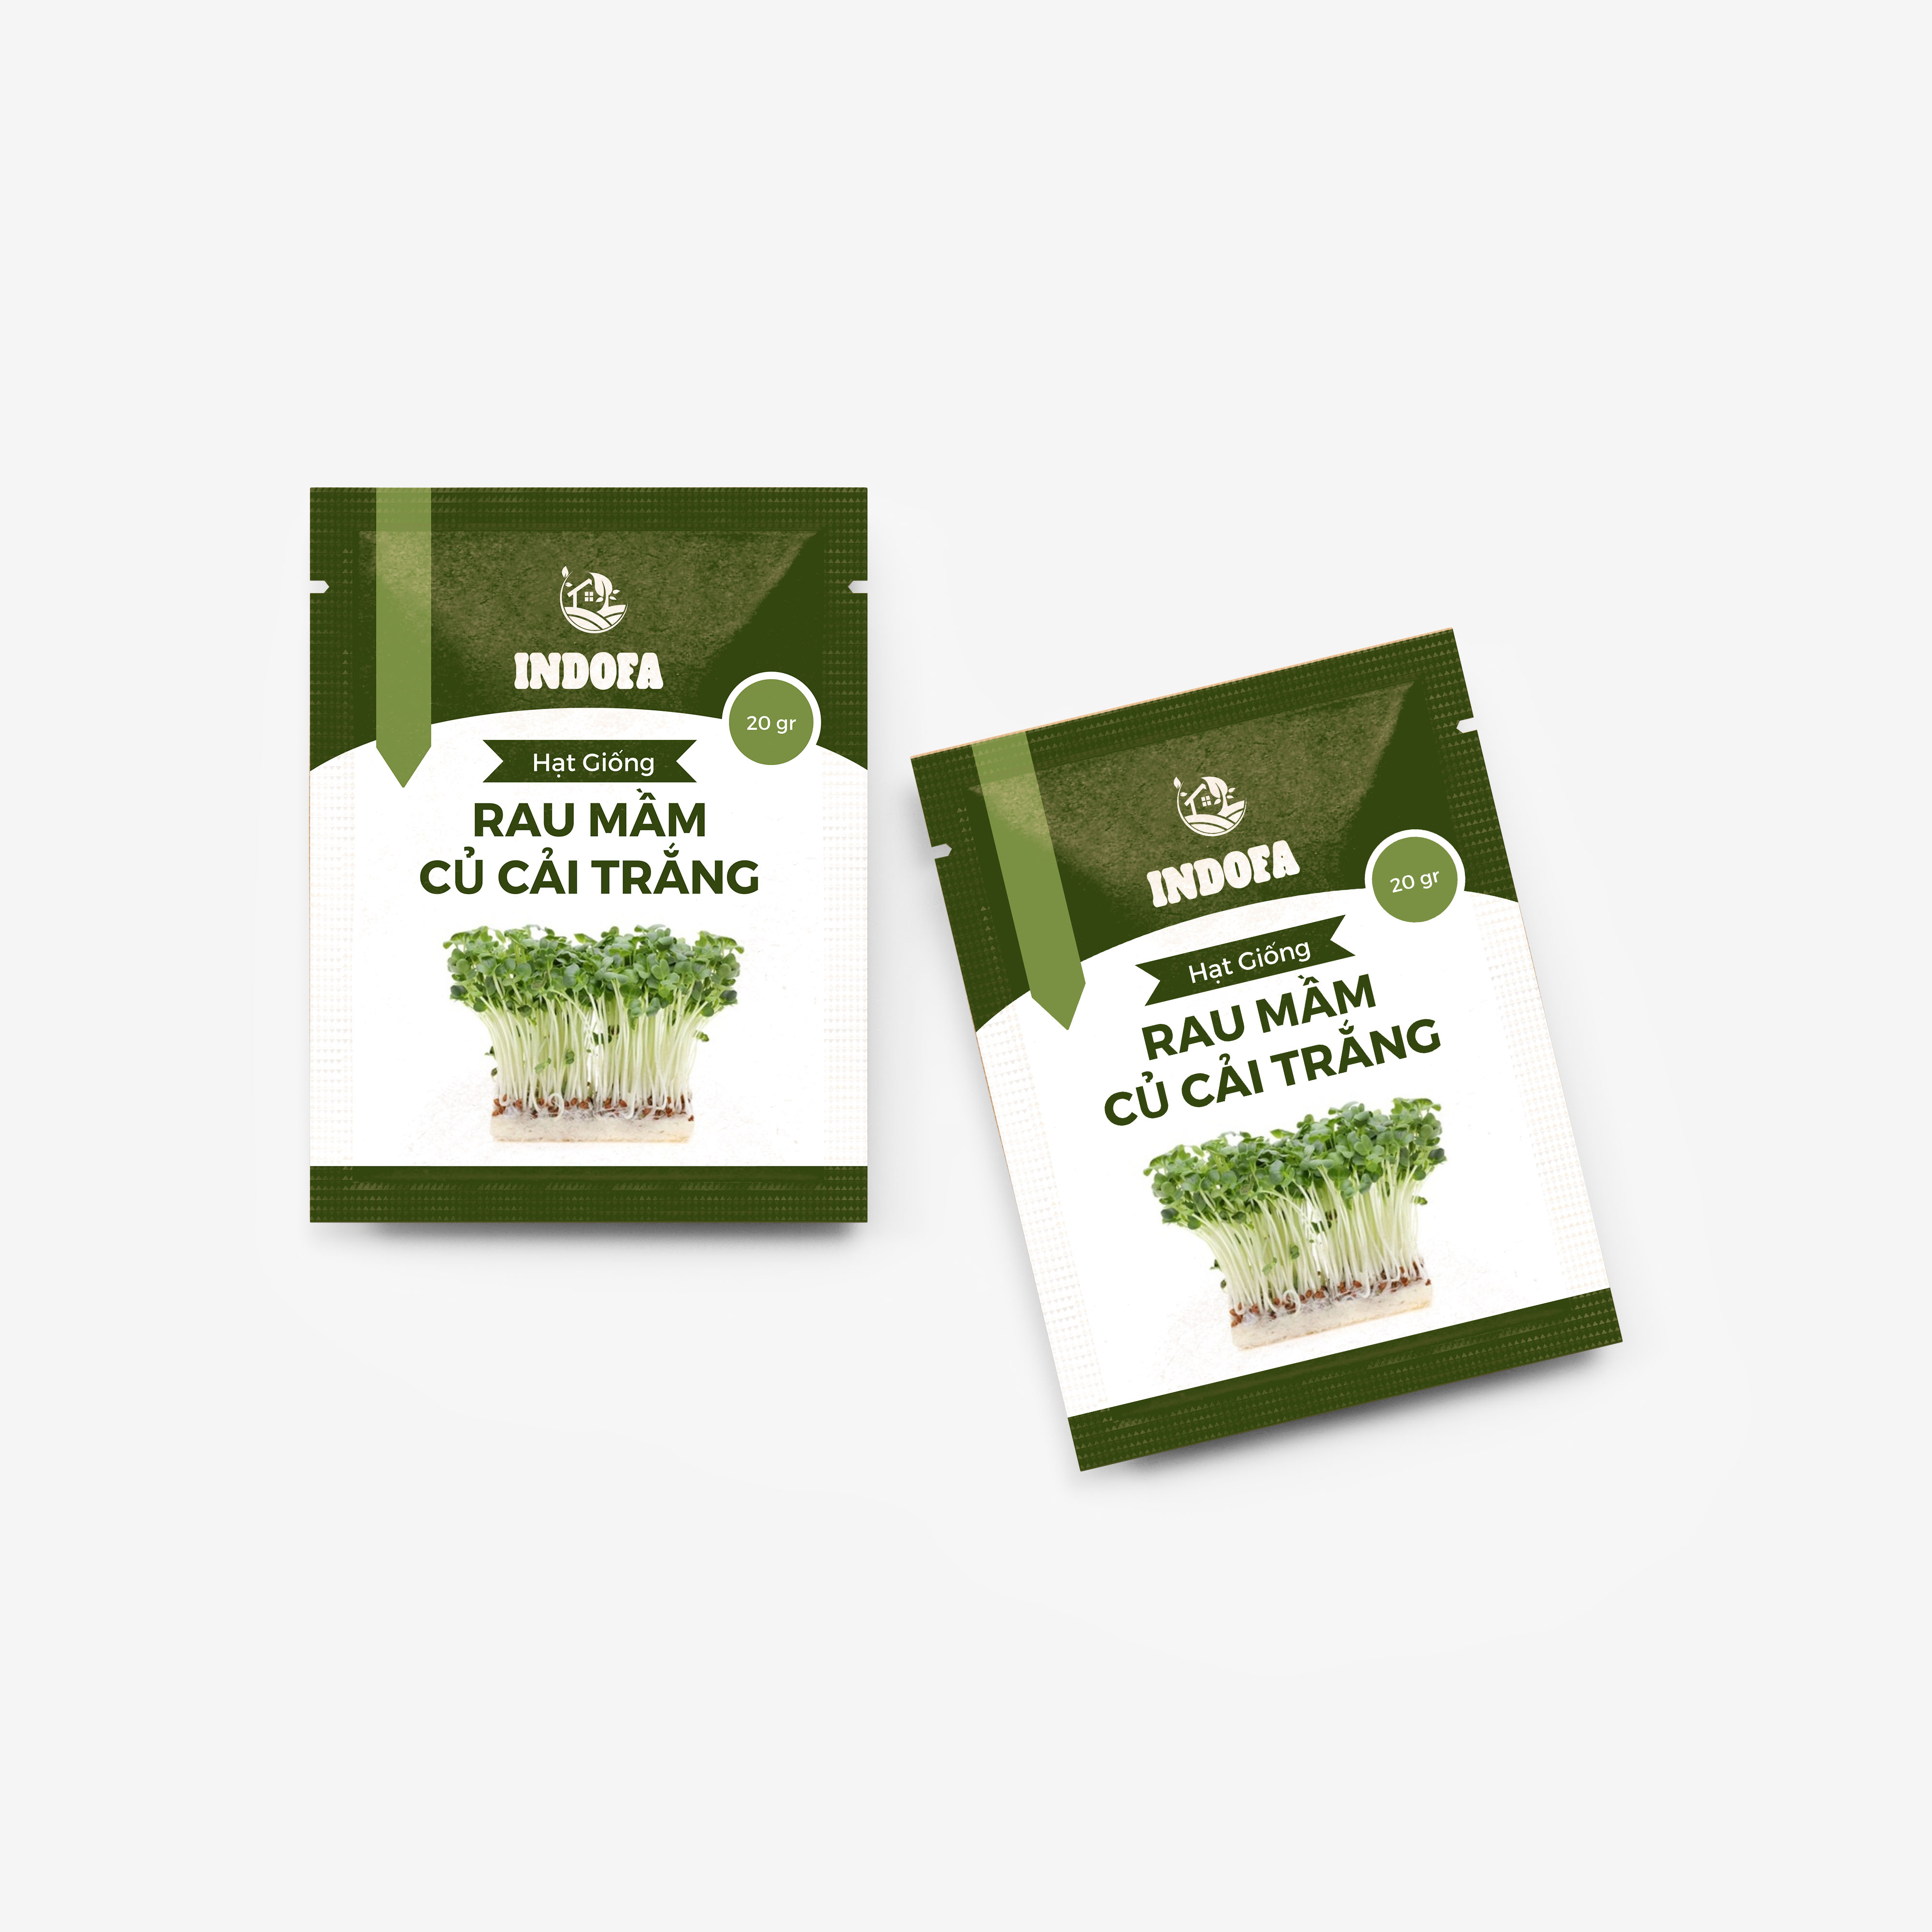 INDOFA
20 gr
Hạt Giống
RAU MẦM
CỦ CẢI TRẮNG
INDOFA
20 gr
Hạt Giống
RAU MẦM
CỦ CẢI TRẮNG